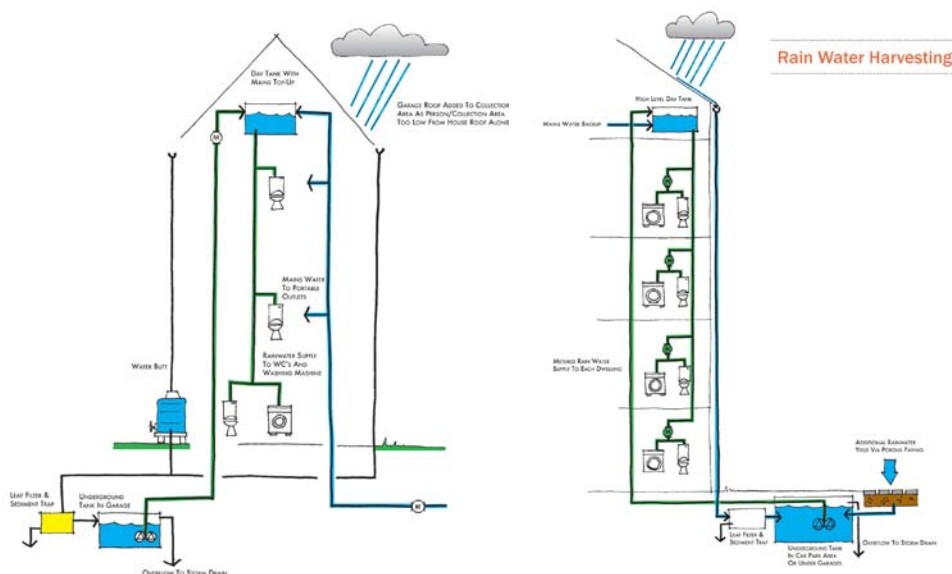 Rain Water Harvesting
Day Tank With
Mains Top-Up
Garage Roof Added To Collection
Area As Person/Collection Area
Too Low From House Roof Alone
M
Mains Water
To Portable
Outlets
Rainwater Supply
To WC's And
Washing Mashine
Water Butt
Leaf Filter &
Sediment Trap
Underground
Tank In Garage
M
Overflow To Storm Drain
High Level Day Tank
Mains Water Backup
M
M
M
M
Metered Rain Water
Supply To Each Dwelling
Additional Rainwater
Yield Via Porous Paving
Leaf Filter &
Sediment Trap
Overflow To Storm Drain
Underground Tank
In Car Park Area
Or Under Garages